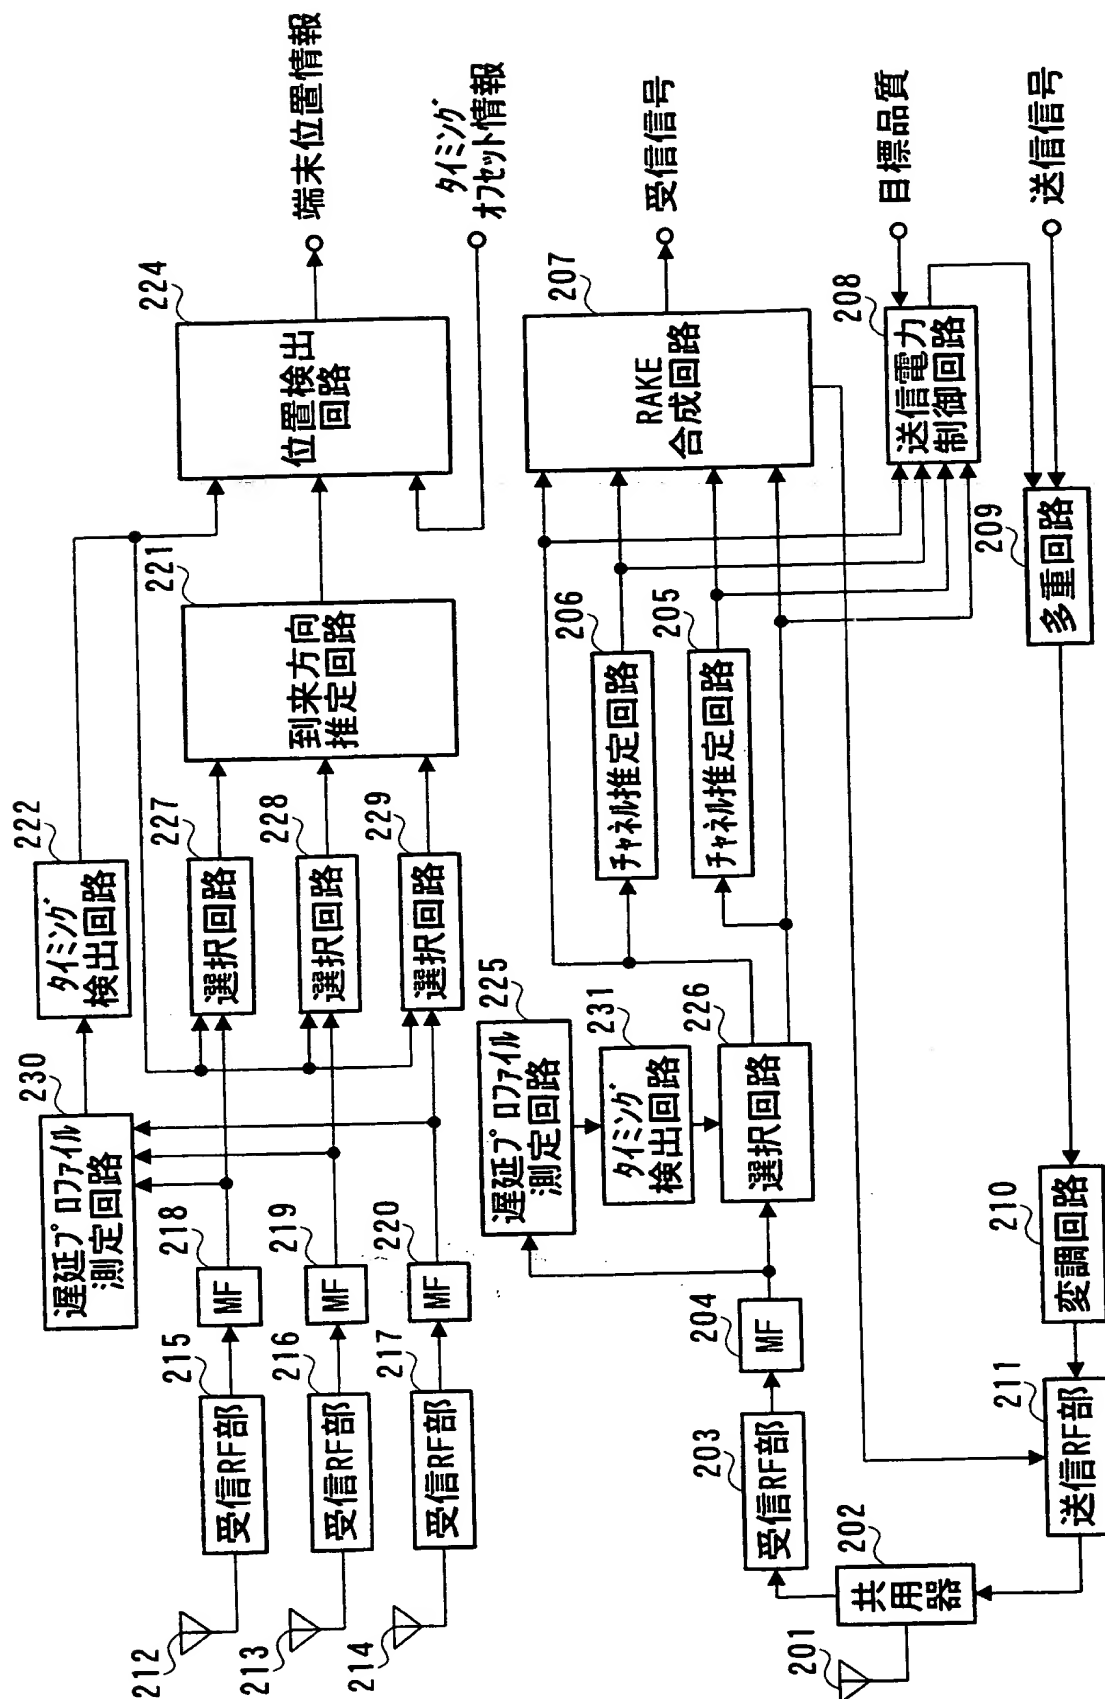 212
213
214
215
受信RF部
216
受信RF部
217
受信RF部
218
MF
219
MF
220
MF
230
遅延プロファイル
測定回路
222
タイミング
検出回路
227
選択回路
228
選択回路
229
選択回路
221
到来方向
推定回路
224
位置検出
回路
端末位置情報
タイミング
オフセット情報
201
202
共用器
203
受信RF部
204
MF
225
遅延プロファイル
測定回路
231
タイミング
検出回路
226
選択回路
206
チャネル推定回路
205
チャネル推定回路
207
RAKE
合成回路
受信信号
208
送信電力
制御回路
目標品質
送信信号
209
多重回路
210
変調回路
211
送信RF部